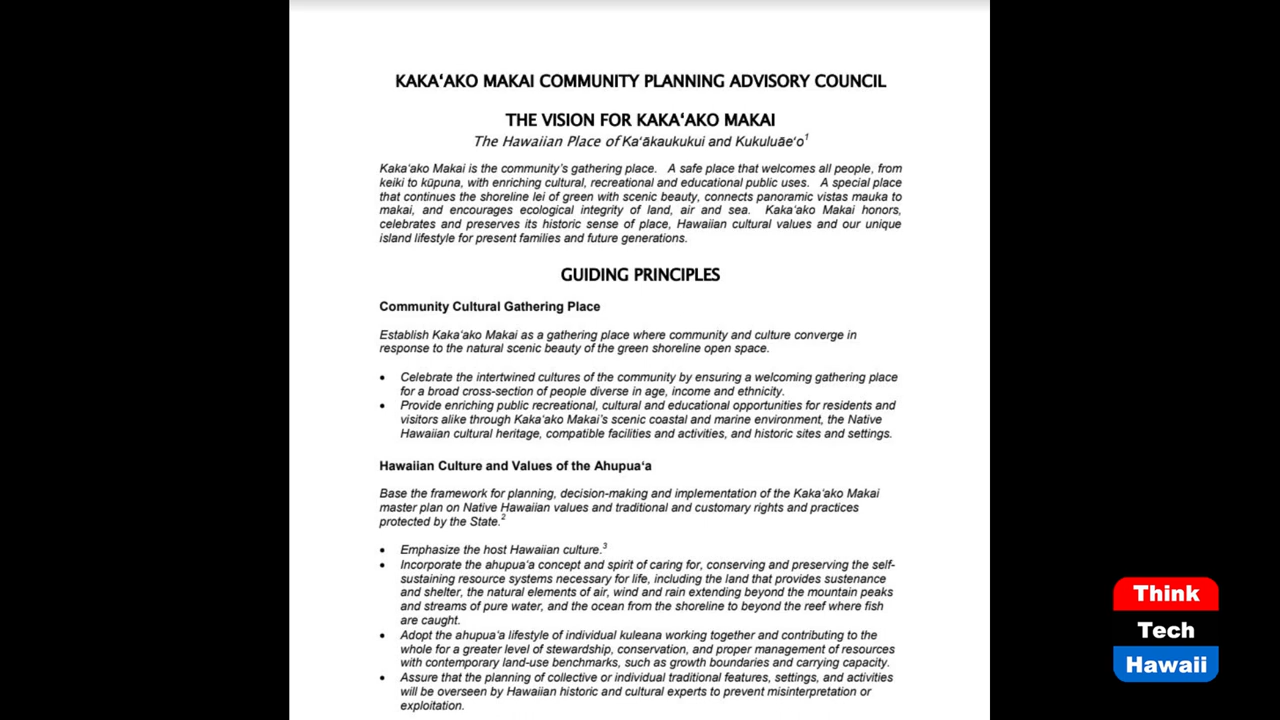 KAKAʻAKO MAKAI COMMUNITY PLANNING ADVISORY COUNCIL
THE VISION FOR KAKAʻAKO MAKAI
The Hawaiian Place of Kaʻākaukukui and Kukuluāeʻo1
Kakaʻako Makai is the community's gathering place. A safe place that welcomes all people, from
keiki to kūpuna, with enriching cultural, recreational and educational public uses. A special place
that continues the shoreline lei of green with scenic beauty, connects panoramic vistas mauka to
makai, and encourages ecological integrity of land, air and sea. Kakaʻako Makai honors,
celebrates and preserves its historic sense of place, Hawaiian cultural values and our unique
island lifestyle for present families and future generations.
GUIDING PRINCIPLES
Community Cultural Gathering Place
Establish Kakaʻako Makai as a gathering place where community and culture converge in
response to the natural scenic beauty of the green shoreline open space.
• Celebrate the intertwined cultures of the community by ensuring a welcoming gathering place
for a broad cross-section of people diverse in age, income and ethnicity.
• Provide enriching public recreational, cultural and educational opportunities for residents and
visitors alike through Kakaʻako Makai's scenic coastal and marine environment, the Native
Hawaiian cultural heritage, compatible facilities and activities, and historic sites and settings.
Hawaiian Culture and Values of the Ahupuaʻa
Base the framework for planning, decision-making and implementation of the Kakaʻako Makai
master plan on Native Hawaiian values and traditional and customary rights and practices
protected by the State.2
• Emphasize the host Hawaiian culture.3
• Incorporate the ahupuaʻa concept and spirit of caring for, conserving and preserving the self-
sustaining resource systems necessary for life, including the land that provides sustenance
and shelter, the natural elements of air, wind and rain extending beyond the mountain peaks
and streams of pure water, and the ocean from the shoreline to beyond the reef where fish
are caught.
• Adopt the ahupuaʻa lifestyle of individual kuleana working together and contributing to the
whole for a greater level of stewardship, conservation, and proper management of resources
with contemporary land-use benchmarks, such as growth boundaries and carrying capacity.
• Assure that the planning of collective or individual traditional features, settings, and activities
will be overseen by Hawaiian historic and cultural experts to prevent misinterpretation or
exploitation.
Think
Tech
Hawaii